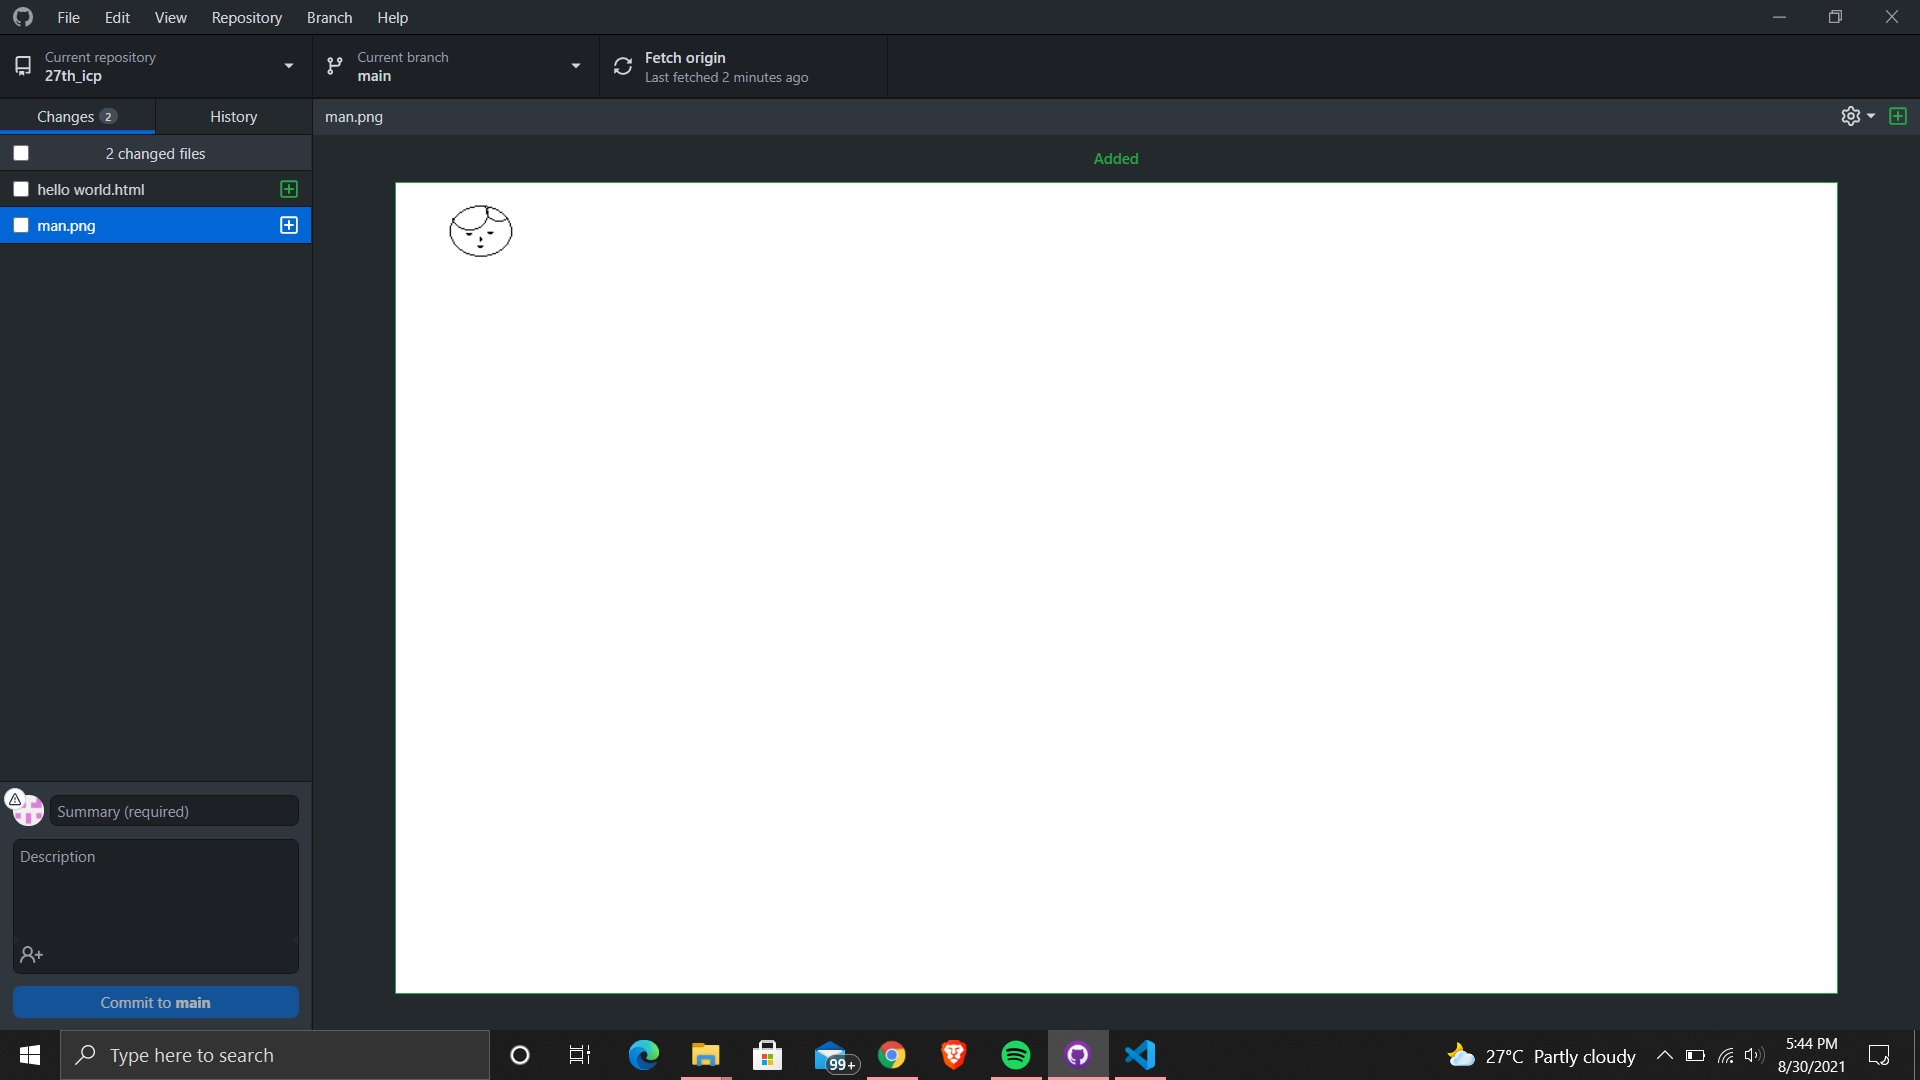 File Edit View Repository Branch Help
Current repository
27th_icp
Current branch
main
Fetch origin
Last fetched 2 minutes ago
Changes 2
History
man.png
2 changed files
Added
hello world.html
man.png
Summary (required)
Description
Commit to main
Type here to search
99+
27°C Partly cloudy
5:44 PM
8/30/2021